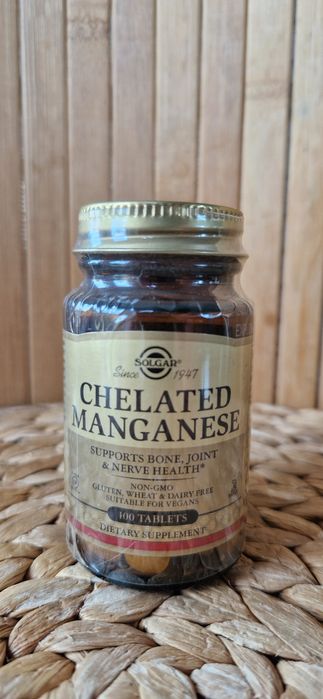 SOLGAR®
Since 1947
CHELATED
MANGANESE
SUPPORTS BONE, JOINT
& NERVE HEALTH*
NON-GMO
GLUTEN, WHEAT & DAIRY FREE
SUITABLE FOR VEGANS
100 TABLETS
DIETARY SUPPLEMENT